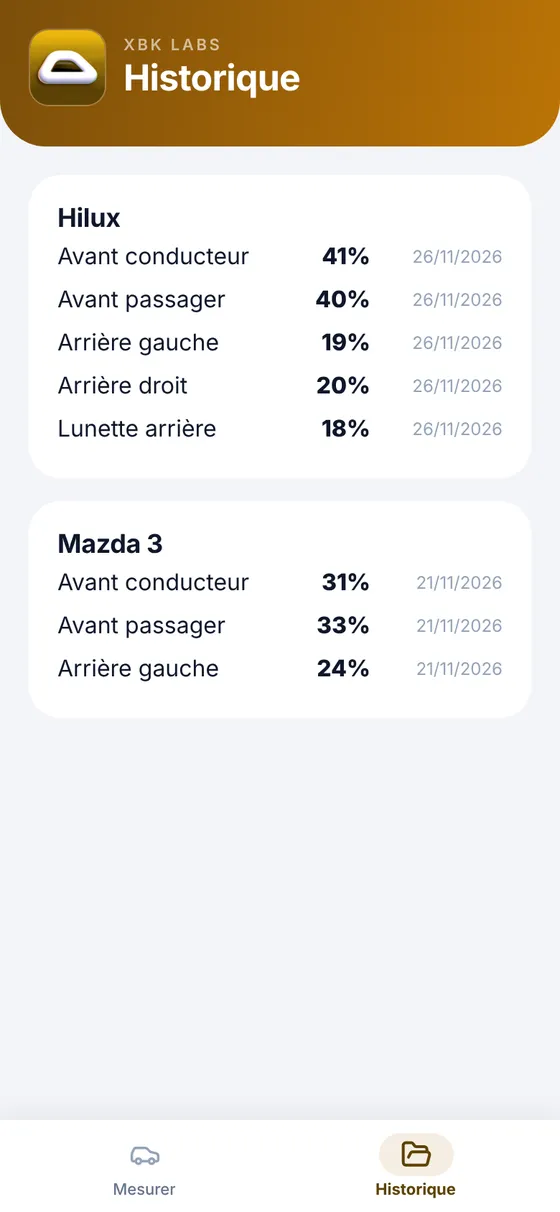 XBK LABS
Historique
Hilux
Avant conducteur 41% 26/11/2026
Avant passager 40% 26/11/2026
Arrière gauche 19% 26/11/2026
Arrière droit 20% 26/11/2026
Lunette arrière 18% 26/11/2026
Mazda 3
Avant conducteur 31% 21/11/2026
Avant passager 33% 21/11/2026
Arrière gauche 24% 21/11/2026
Mesurer Historique